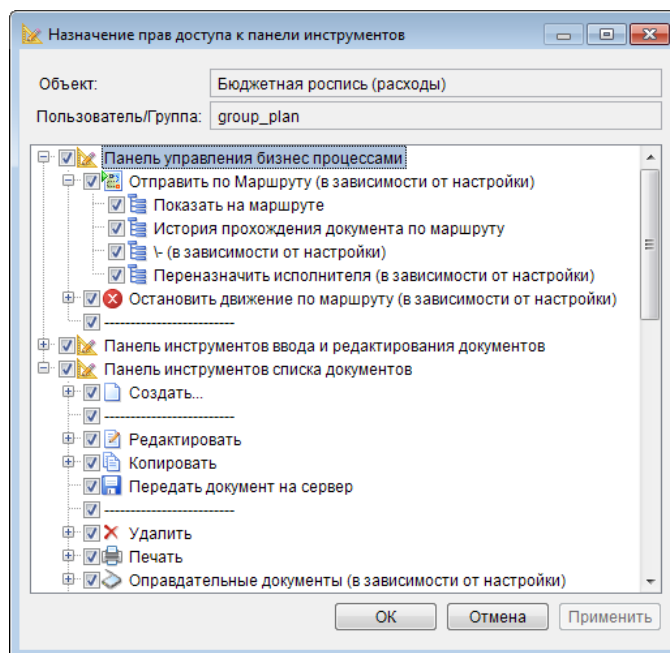 Назначение прав доступа к панели инструментов
Объект: Бюджетная роспись (расходы)
Пользователь/Группа: group_plan
Панель управления бизнес процессами
Отправить по Маршруту (в зависимости от настройки)
Показать на маршруте
История прохождения документа по маршруту
\- (в зависимости от настройки)
Переназначить исполнителя (в зависимости от настройки)
Остановить движение по маршруту (в зависимости от настройки)
-------------------------
Панель инструментов ввода и редактирования документов
Панель инструментов списка документов
Создать...
-------------------------
Редактировать
Копировать
Передать документ на сервер
-------------------------
Удалить
Печать
Оправдательные документы (в зависимости от настройки)
ОК Отмена Применить